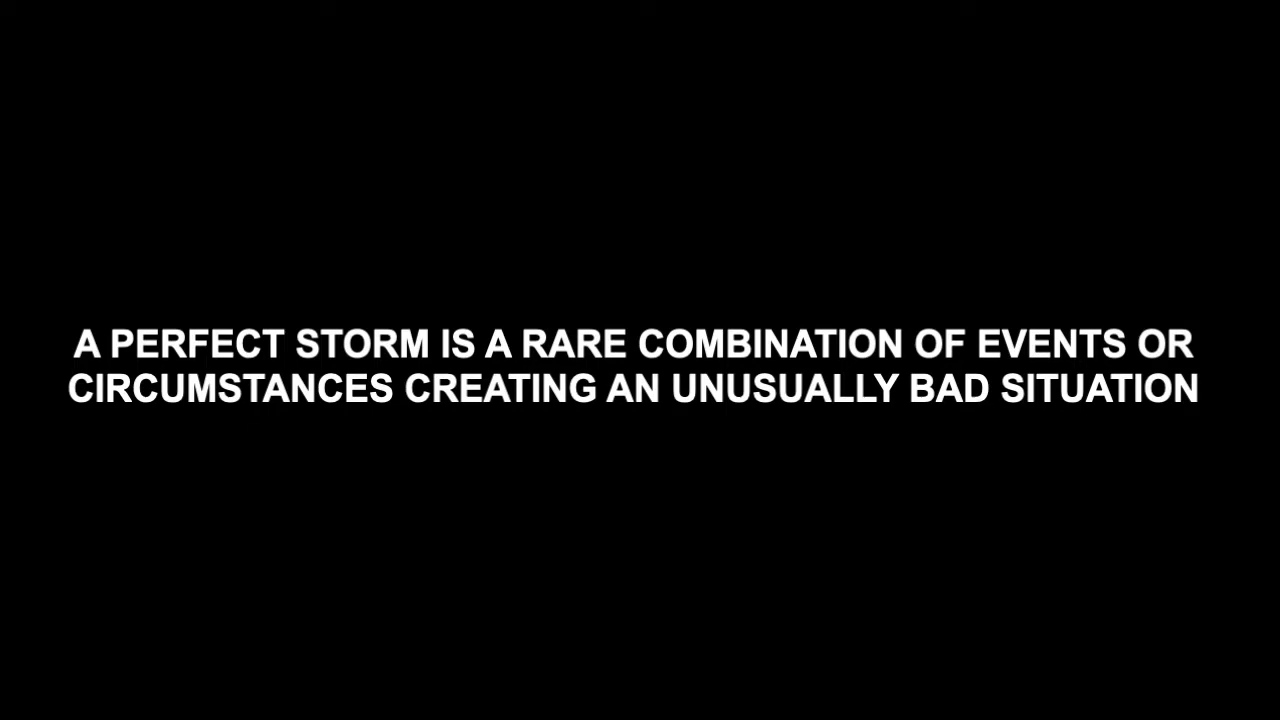 A PERFECT STORM IS A RARE COMBINATION OF EVENTS OR
CIRCUMSTANCES CREATING AN UNUSUALLY BAD SITUATION